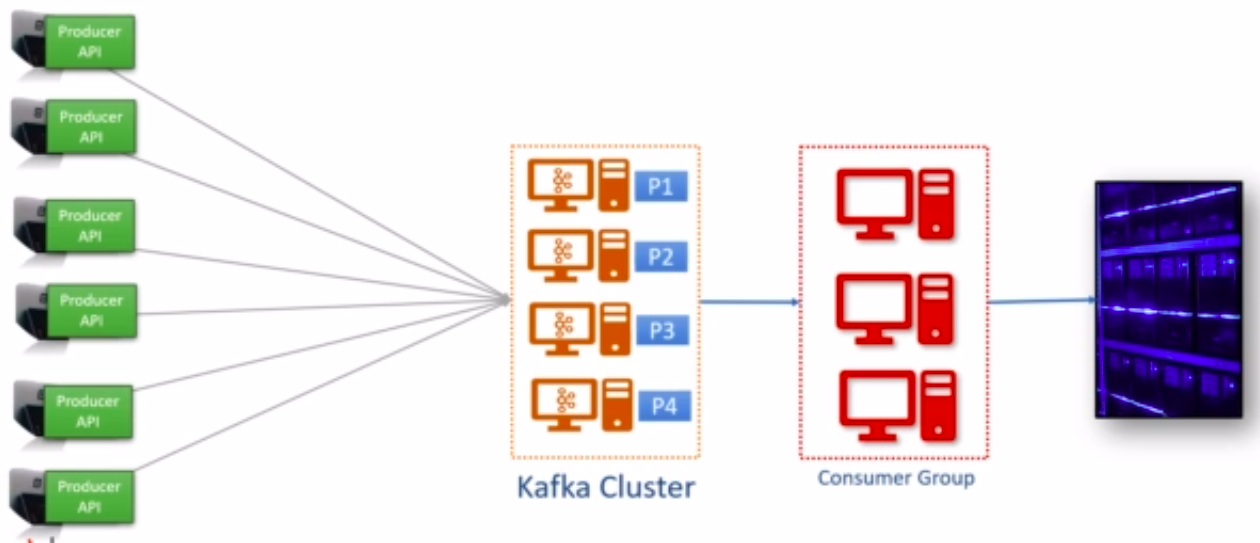 Producer
API
Producer
API
Producer
API
Producer
API
Producer
API
Producer
API
P1
P2
P3
P4
Kafka Cluster
Consumer Group